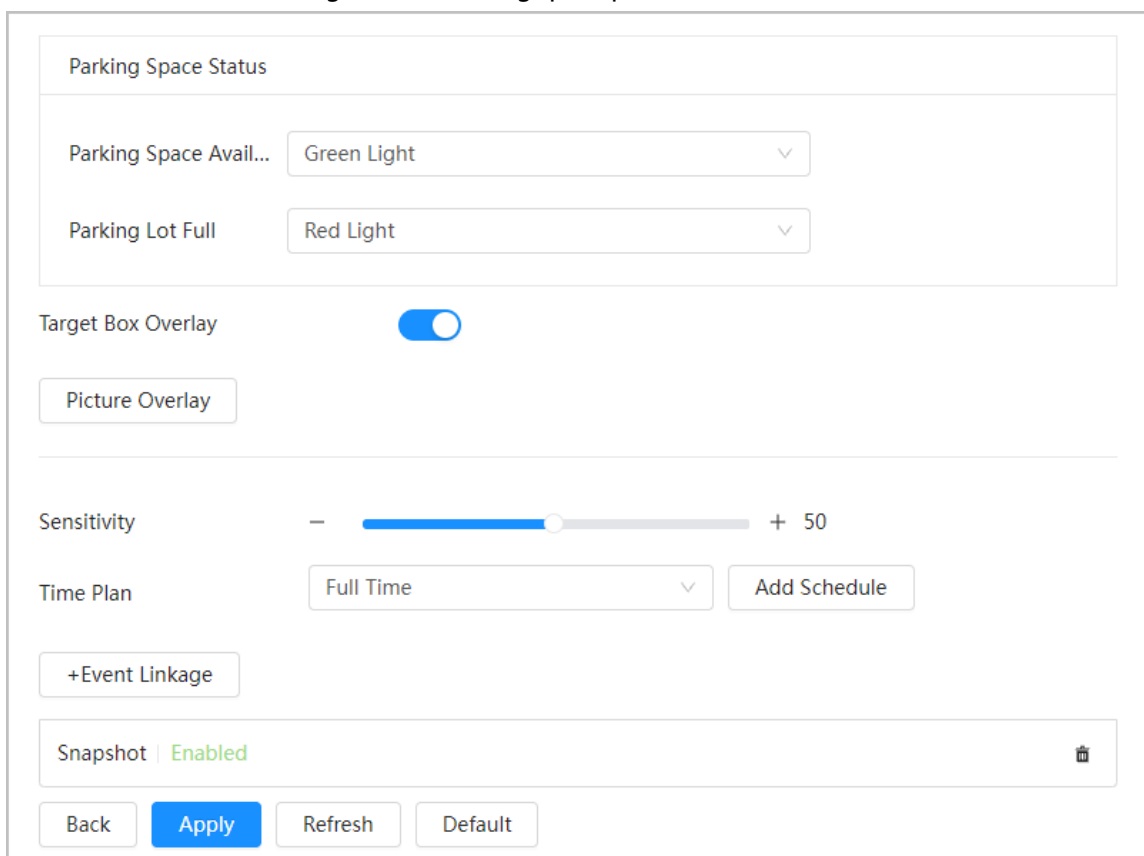 Parking Space Status
Parking Space Avail... Green Light
Parking Lot Full Red Light
Target Box Overlay
Picture Overlay
Sensitivity − + 50
Time Plan Full Time Add Schedule
+Event Linkage
Snapshot Enabled
Back Apply Refresh Default